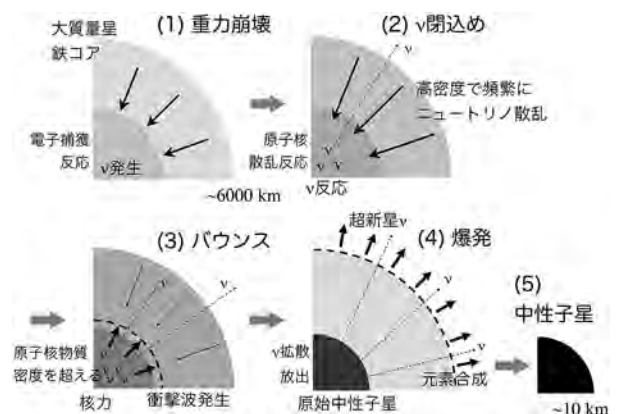 (1) 重力崩壊
大質量星
鉄コア
電子捕獲
反応
ν発生
~6000 km
(2) ν閉込め
ν
高密度で頻繁に
ニュートリノ散乱
原子核
散乱反応
ν
ν ν
ν反応
(3) バウンス
ν
ν
原子核物質
密度を超える
核力
衝撃波発生
(4) 爆発
超新星ν
ν
ν
ν拡散
放出
元素合成
原始中性子星
(5)
中性子星
~10 km